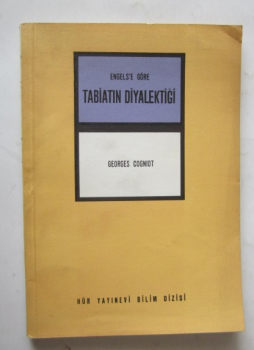 ENGELS'E GÖRE
TABİATIN DİYALEKTİĞİ
GEORGES COGNIOT
HÜR YAYINEVİ BİLİM DİZİSİ